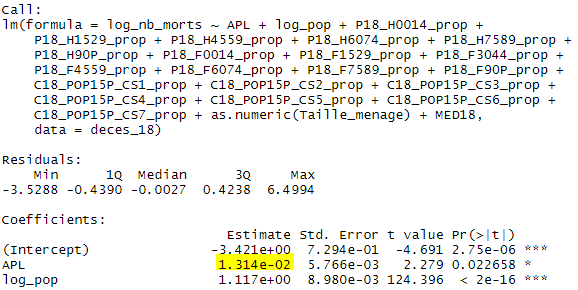 Call:
lm(formula = log_nb_morts ~ APL + log_pop + P18_H0014_prop +
    P18_H1529_prop + P18_H4559_prop + P18_H6074_prop + P18_H7589_prop +
    P18_H90P_prop + P18_F0014_prop + P18_F1529_prop + P18_F3044_prop +
    P18_F4559_prop + P18_F6074_prop + P18_F7589_prop + P18_F90P_prop +
    C18_POP15P_CS1_prop + C18_POP15P_CS2_prop + C18_POP15P_CS3_prop +
    C18_POP15P_CS4_prop + C18_POP15P_CS5_prop + C18_POP15P_CS6_prop +
    C18_POP15P_CS7_prop + as.numeric(Taille_menage) + MED18,
    data = deces_18)
Residuals:
    Min      1Q  Median      3Q     Max
-3.5288 -0.4390 -0.0027  0.4238  6.4994
Coefficients:
                            Estimate Std. Error t value Pr(>|t|)
(Intercept)               -3.421e+00  7.294e-01  -4.691 2.75e-06 ***
APL                        1.314e-02  5.766e-03   2.279 0.022658 *
log_pop                    1.117e+00  8.980e-03 124.396  < 2e-16 ***